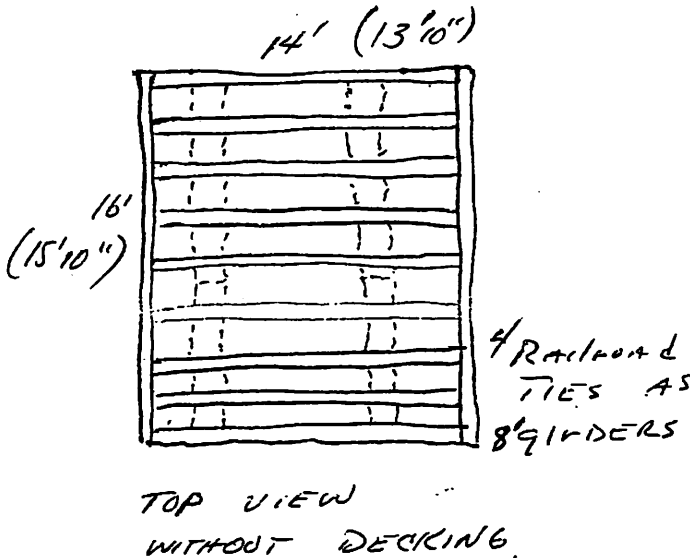 14' (13'10")
16'
(15'10")
4 RAILROAD
TIES AS
8' GIRDERS
TOP VIEW
WITHOUT DECKING.